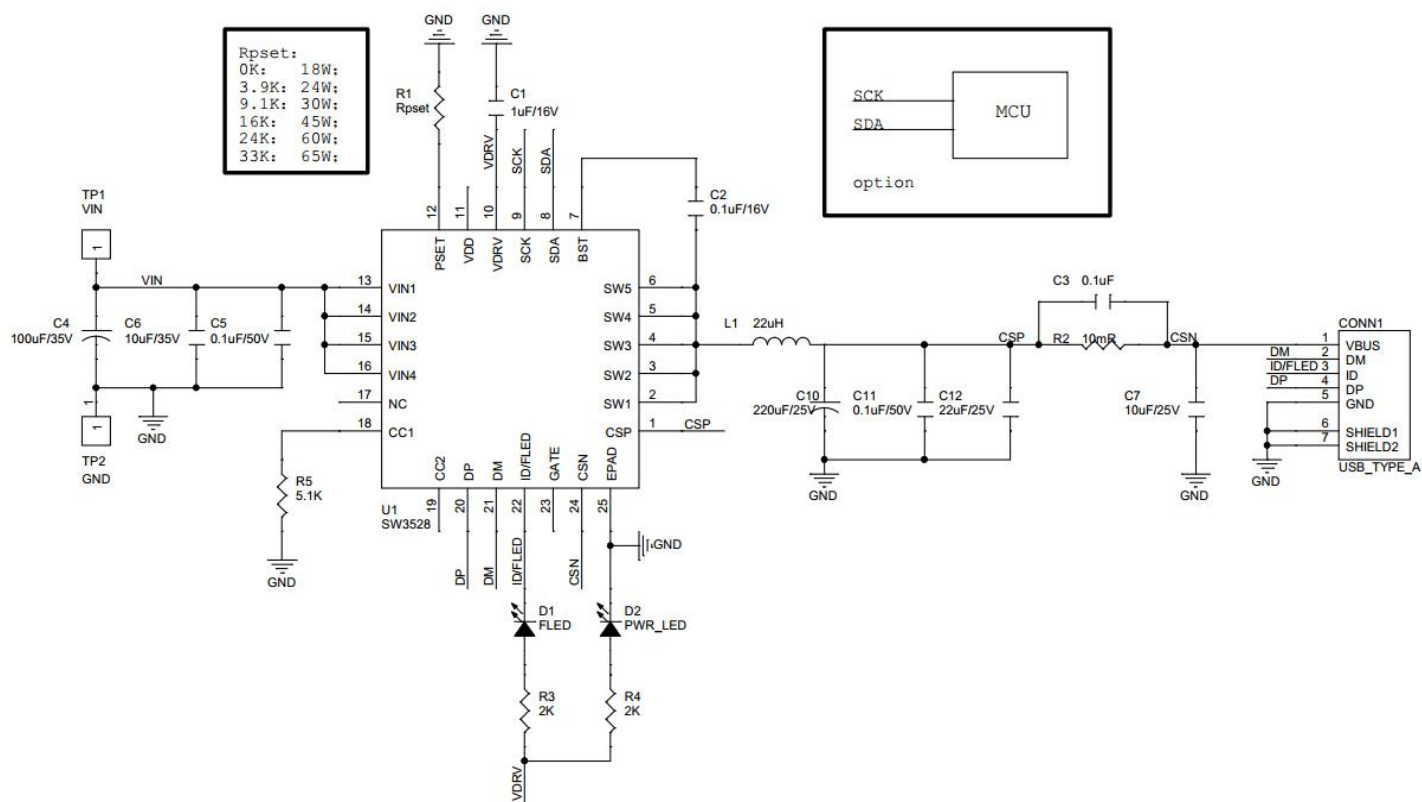 GND
GND
Rpset:
0K: 18W;
3.9K: 24W;
9.1K: 30W;
16K: 45W;
24K: 60W;
33K: 65W;
R1
Rpset
C1
1uF/16V
VDRV
SCK
SDA
SCK
SDA
MCU
option
C2
0.1uF/16V
TP1
VIN
1
12
11
10
9
8
7
PSET
VDD
VDRV
SCK
SDA
BST
VIN
13
14
15
16
17
18
VIN1
VIN2
VIN3
VIN4
NC
CC1
SW5
SW4
SW3
SW2
SW1
CSP
6
5
4
3
2
1
CSP
C4
100uF/35V
C6
10uF/35V
C5
0.1uF/50V
1
1
GND
TP2
GND
R5
5.1K
GND
CC2
DP
DM
ID/FLED
GATE
CSN
EPAD
19
20
21
22
23
24
25
U1
SW3528
DP
DM
ID/FLED
CSN
GND
D1
FLED
D2
PWR_LED
R3
2K
R4
2K
VDRV
L1
22uH
C10
220uF/25V
C11
0.1uF/50V
C12
22uF/25V
GND
CSP
C3 0.1uF
R2 10mR
CSN
C7
10uF/25V
GND
CONN1
1
DM 2
ID/FLED 3
DP 4
5
6
7
VBUS
DM
ID
DP
GND
SHIELD1
SHIELD2
GND
USB_TYPE_A